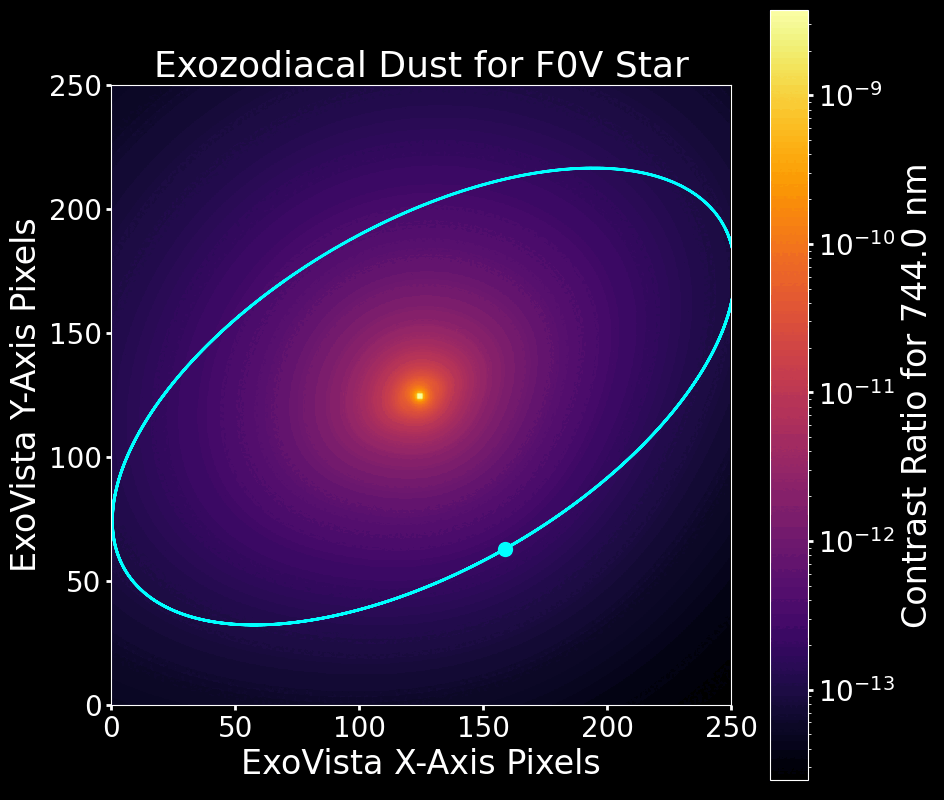 Exozodiacal Dust for F0V Star
ExoVista Y-Axis Pixels
250
200
150
100
50
0
0 50 100 150 200 250
ExoVista X-Axis Pixels
10⁻⁹
10⁻¹⁰
10⁻¹¹
10⁻¹²
10⁻¹³
Contrast Ratio for 744.0 nm